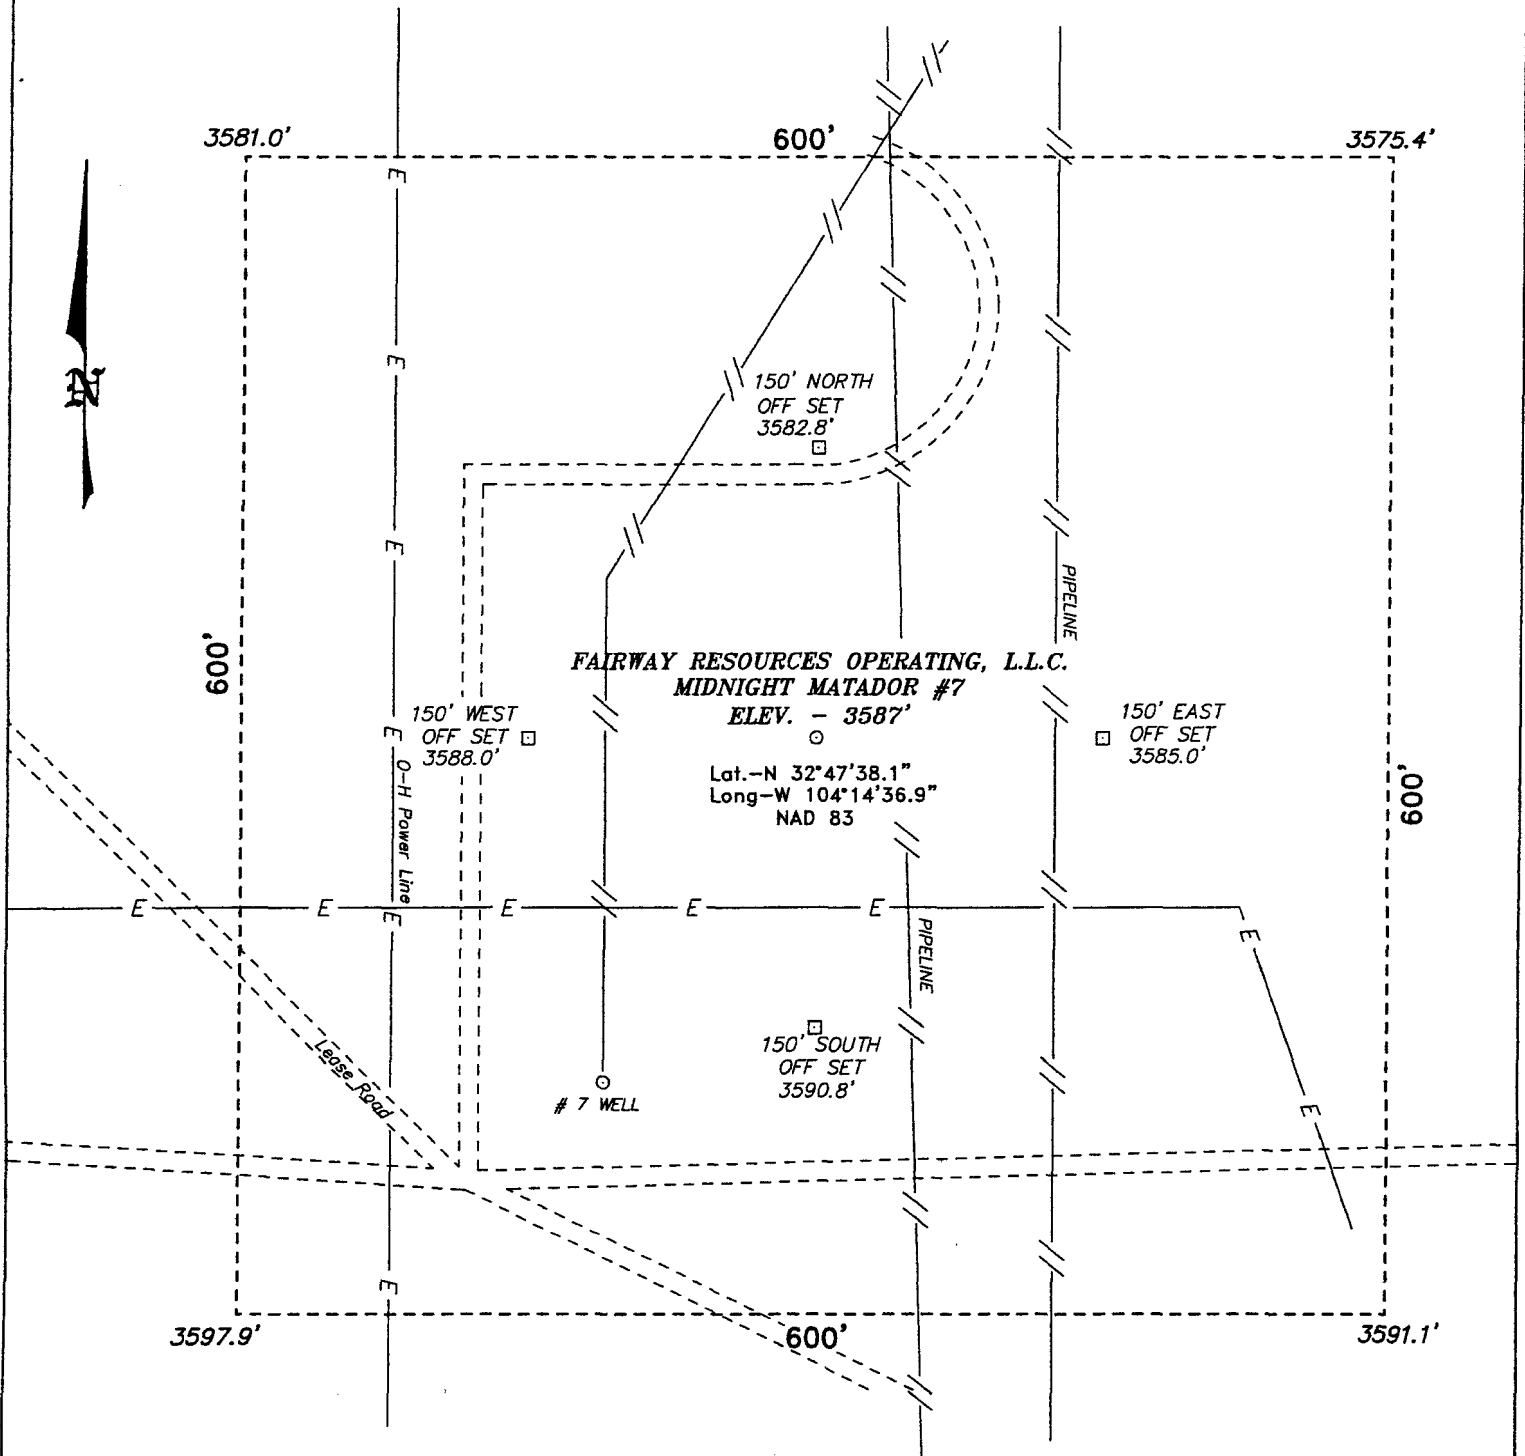 3581.0'
600'
3575.4'
E
E
N
150' NORTH
OFF SET
3582.8'
E
PIPELINE
600'
FAIRWAY RESOURCES OPERATING, L.L.C.
MIDNIGHT MATADOR #7
ELEV. - 3587'
150' WEST
OFF SET
3588.0'
E
150' EAST
OFF SET
3585.0'
O-H Power Line
Lat.-N 32°47'38.1"
Long-W 104°14'36.9"
NAD 83
600'
E
E
E
E
E
E
E
PIPELINE
Lease Road
150' SOUTH
OFF SET
3590.8'
# 7 WELL
E
E
3597.9'
600'
3591.1'